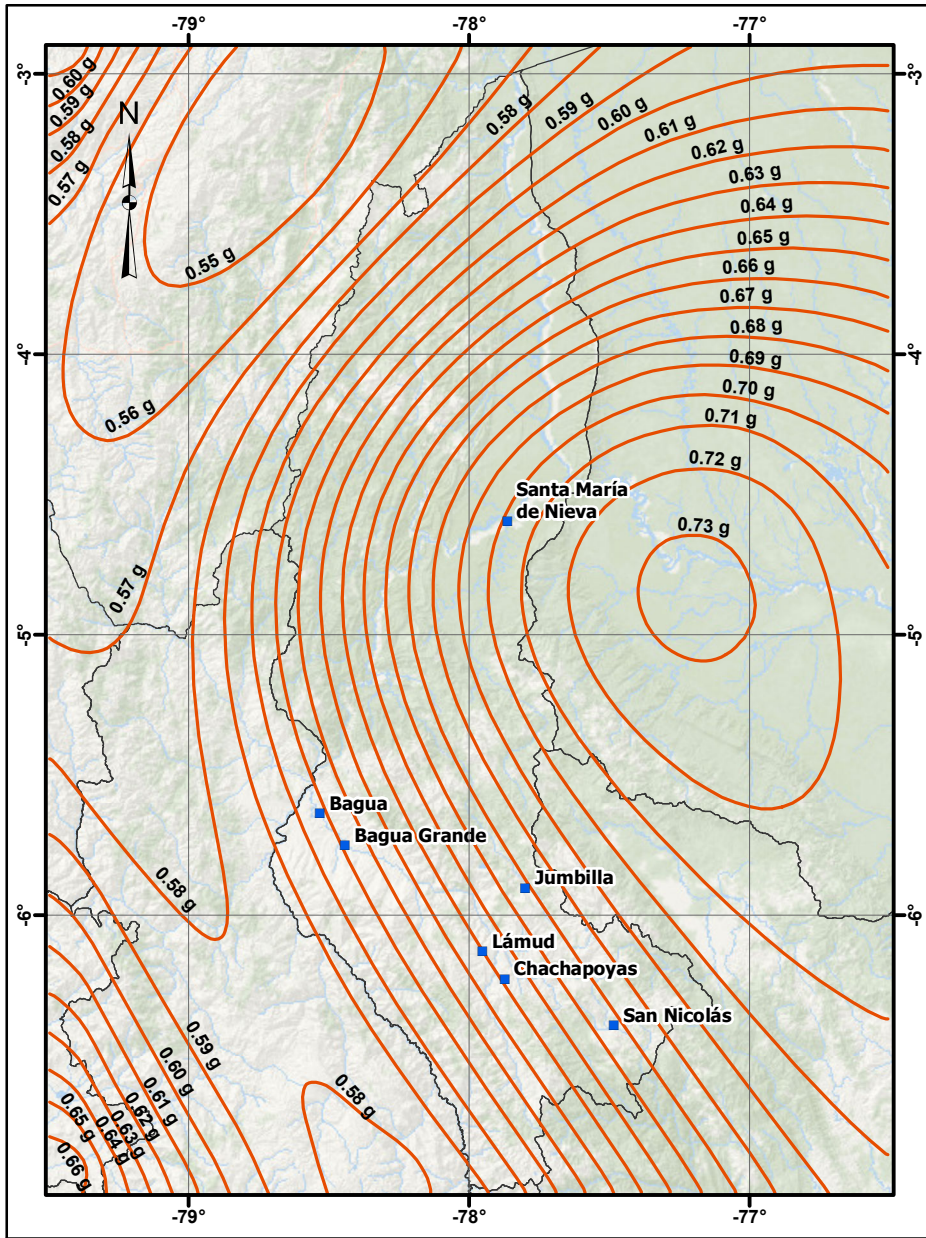 -79°
-78°
-77°
-3°
-3°
0.60 g
0.59 g
0.58 g
0.57 g
N
0.58 g
0.59 g
0.60 g
0.61 g
0.62 g
0.63 g
0.64 g
0.65 g
0.66 g
0.67 g
0.68 g
0.69 g
0.70 g
0.71 g
0.72 g
0.73 g
0.55 g
0.56 g
0.57 g
-4°
-4°
Santa María
de Nieva
-5°
-5°
Bagua
Bagua Grande
Jumbilla
0.58 g
-6°
-6°
Lámud
Chachapoyas
San Nicolás
0.59 g
0.60 g
0.61 g
0.62 g
0.63 g
0.64 g
0.65 g
0.66 g
0.58 g
-79°
-78°
-77°